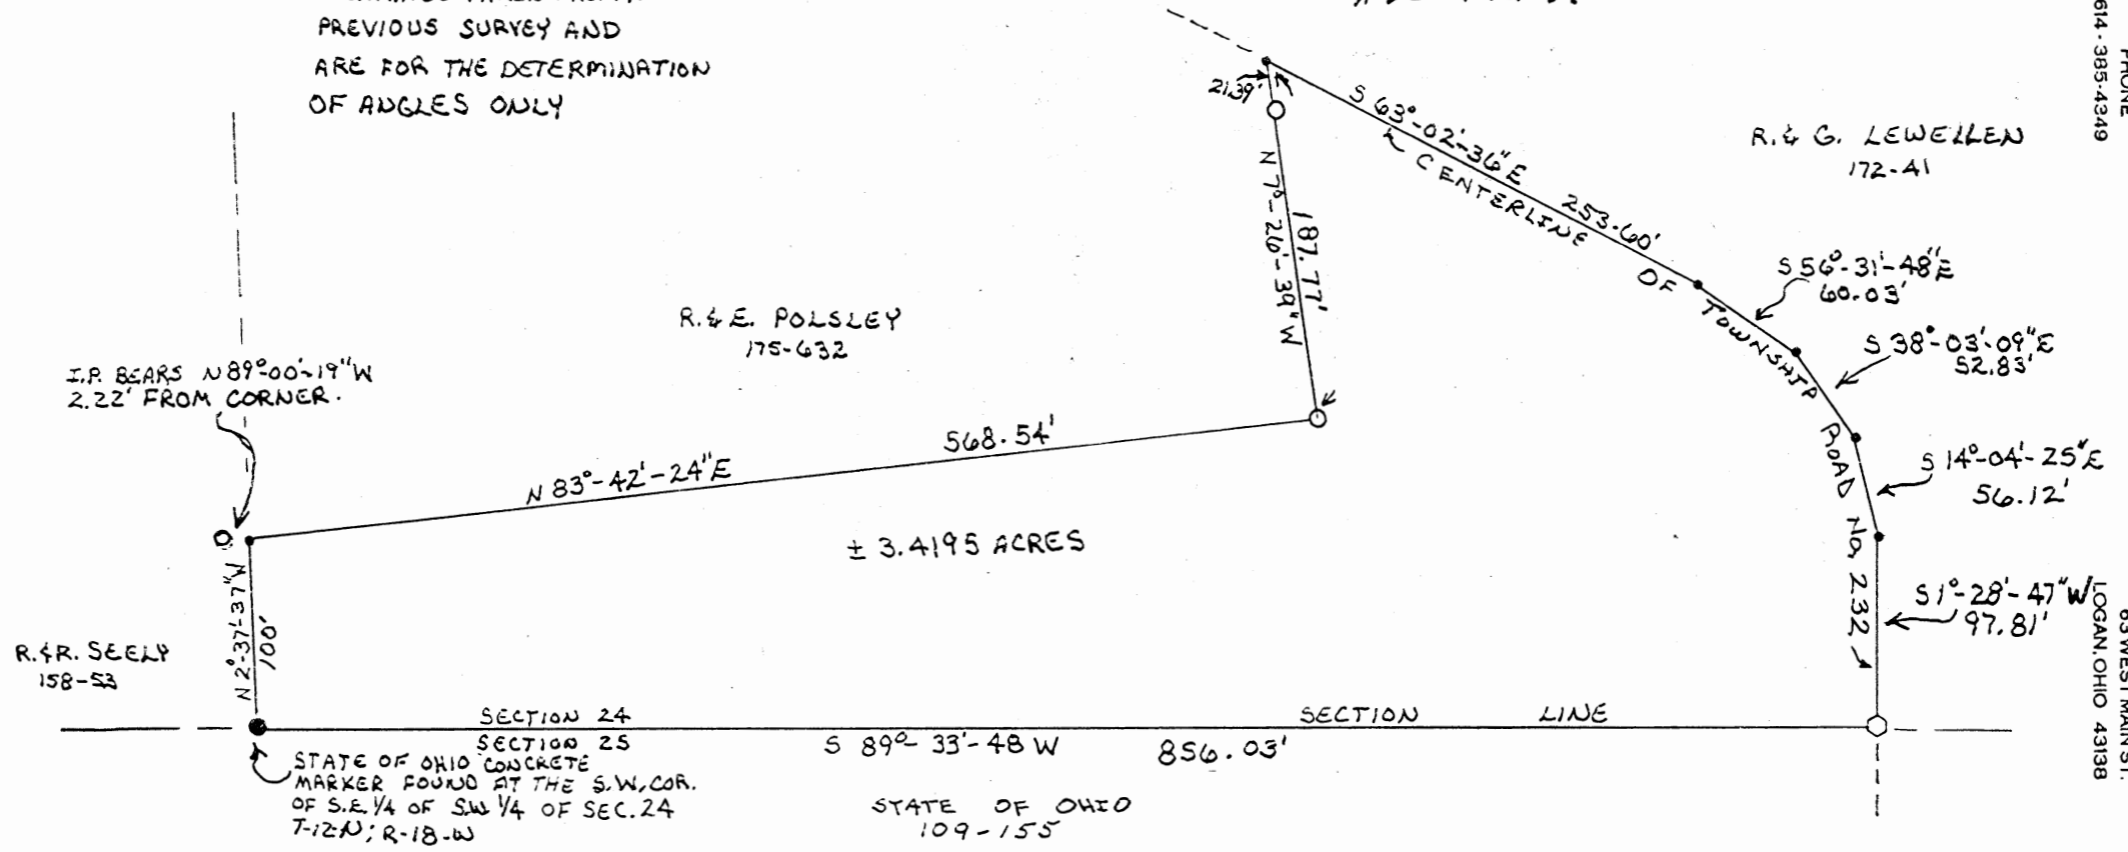 PREVIOUS SURVEY AND
ARE FOR THE DETERMINATION
OF ANGLES ONLY
PHONE
614-385-4349
21.39'
S 63°-02'-36" E
253.60'
CENTERLINE OF TOWNSHIP ROAD No. 232
R. & G. LEWELLEN
172-41
N 7°-26'-39" W
187.77'
S 56°-31'-48" E
60.03'
S 38°-03'-09" E
52.83'
R. & E. POLSLEY
175-632
I.P. BEARS N 89°-00'-19" W
2.22' FROM CORNER.
568.54'
N 83°-42'-24" E
S 14°-04'-25" E
56.12'
± 3.4195 ACRES
N 2°-37'-37" W
100'
S 1°-28'-47" W
97.81'
R. & R. SEELY
158-53
63 WEST MAIN ST.
LOGAN, OHIO 43138
SECTION 24
SECTION LINE
SECTION 25
S 89°-33'-48 W
856.03'
STATE OF OHIO CONCRETE
MARKER FOUND AT THE S.W. COR.
OF S.E. 1/4 OF S.W 1/4 OF SEC. 24
T-12-N; R-18-W
STATE OF OHIO
109-155